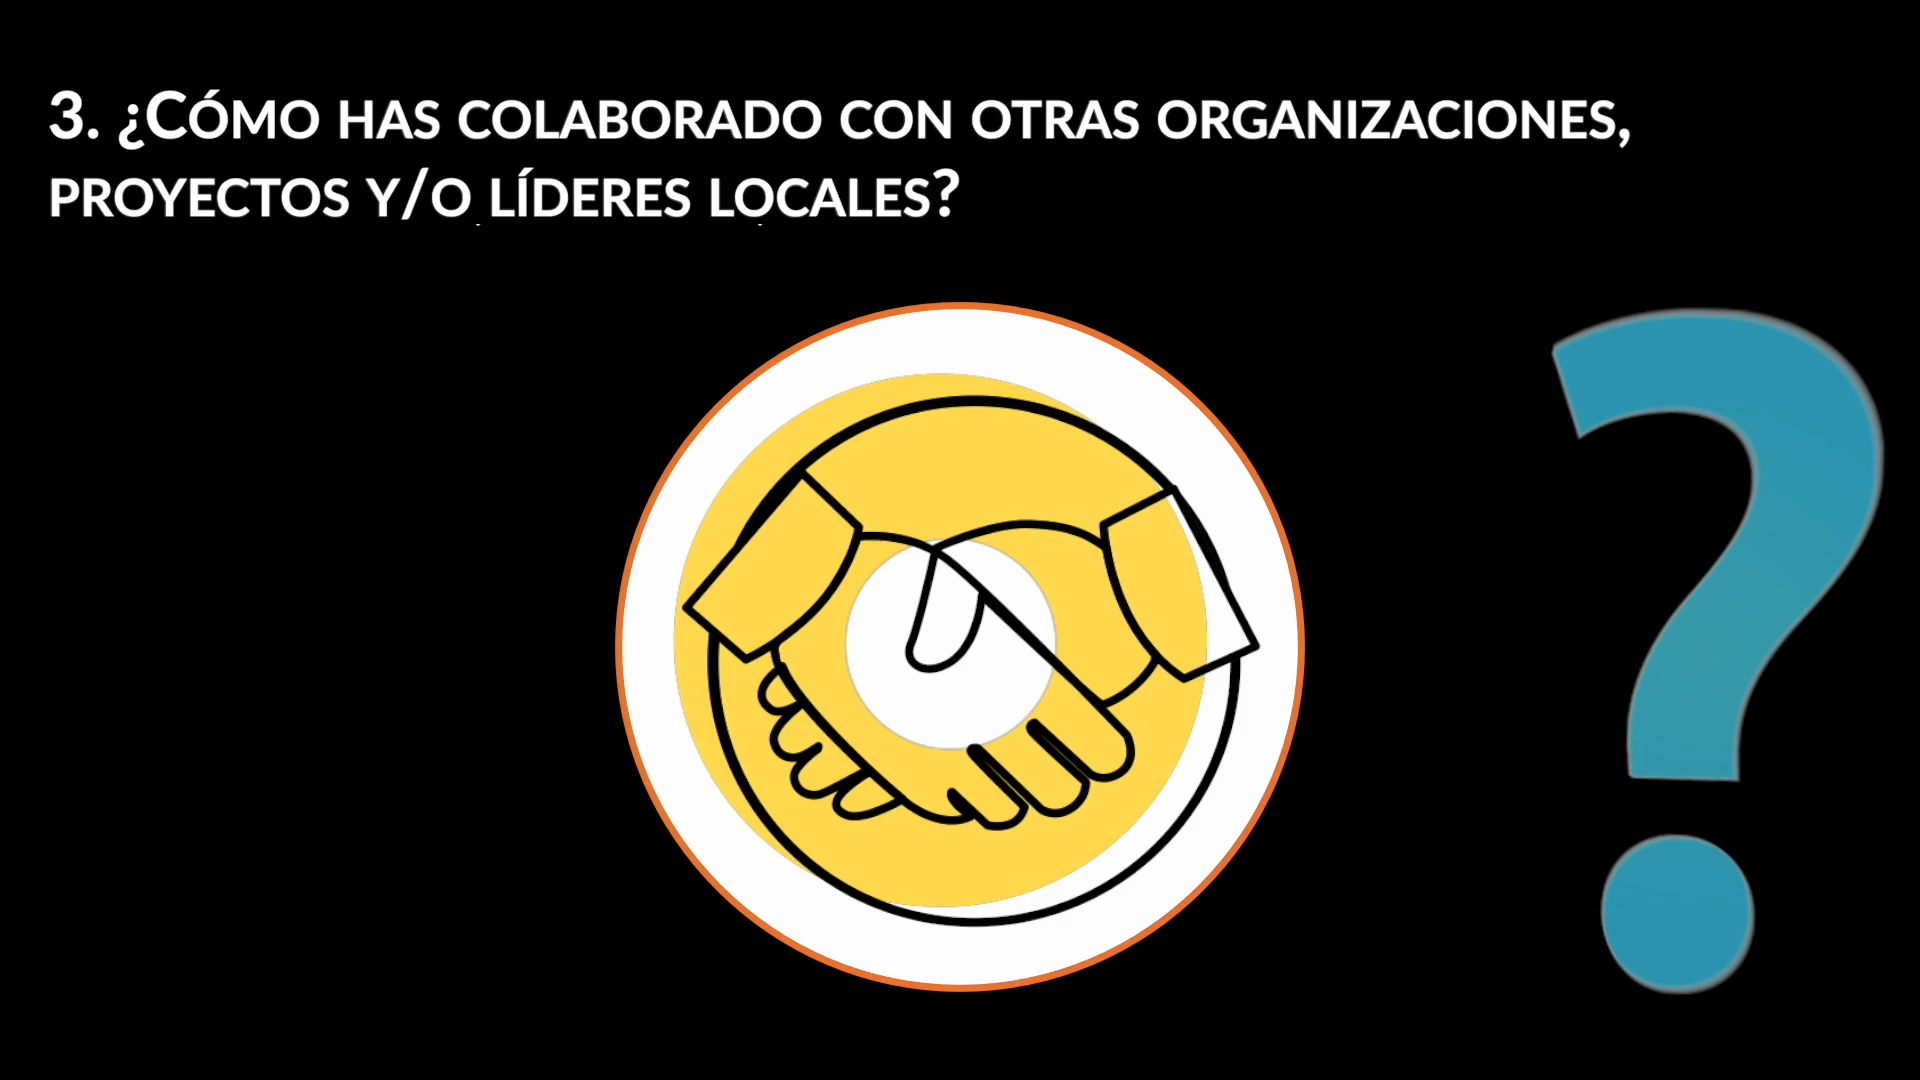 3. ¿Cómo has colaborado con otras organizaciones,
proyectos y/o líderes locales?
?